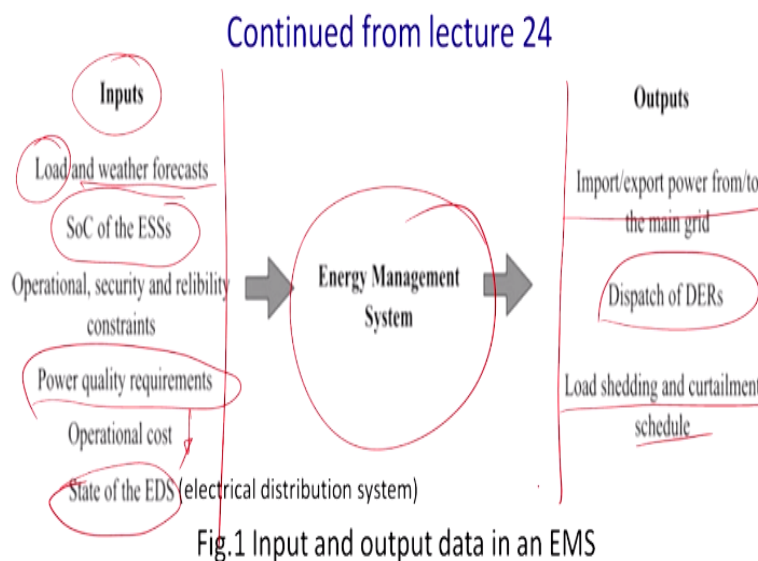 Continued from lecture 24
Inputs
Load and weather forecasts
SoC of the ESSs
Operational, security and relibility
constraints
Power quality requirements
Operational cost
State of the EDS (electrical distribution system)
Energy Management
System
Outputs
Import/export power from/to
the main grid
Dispatch of DERs
Load shedding and curtailment
schedule
Fig.1 Input and output data in an EMS